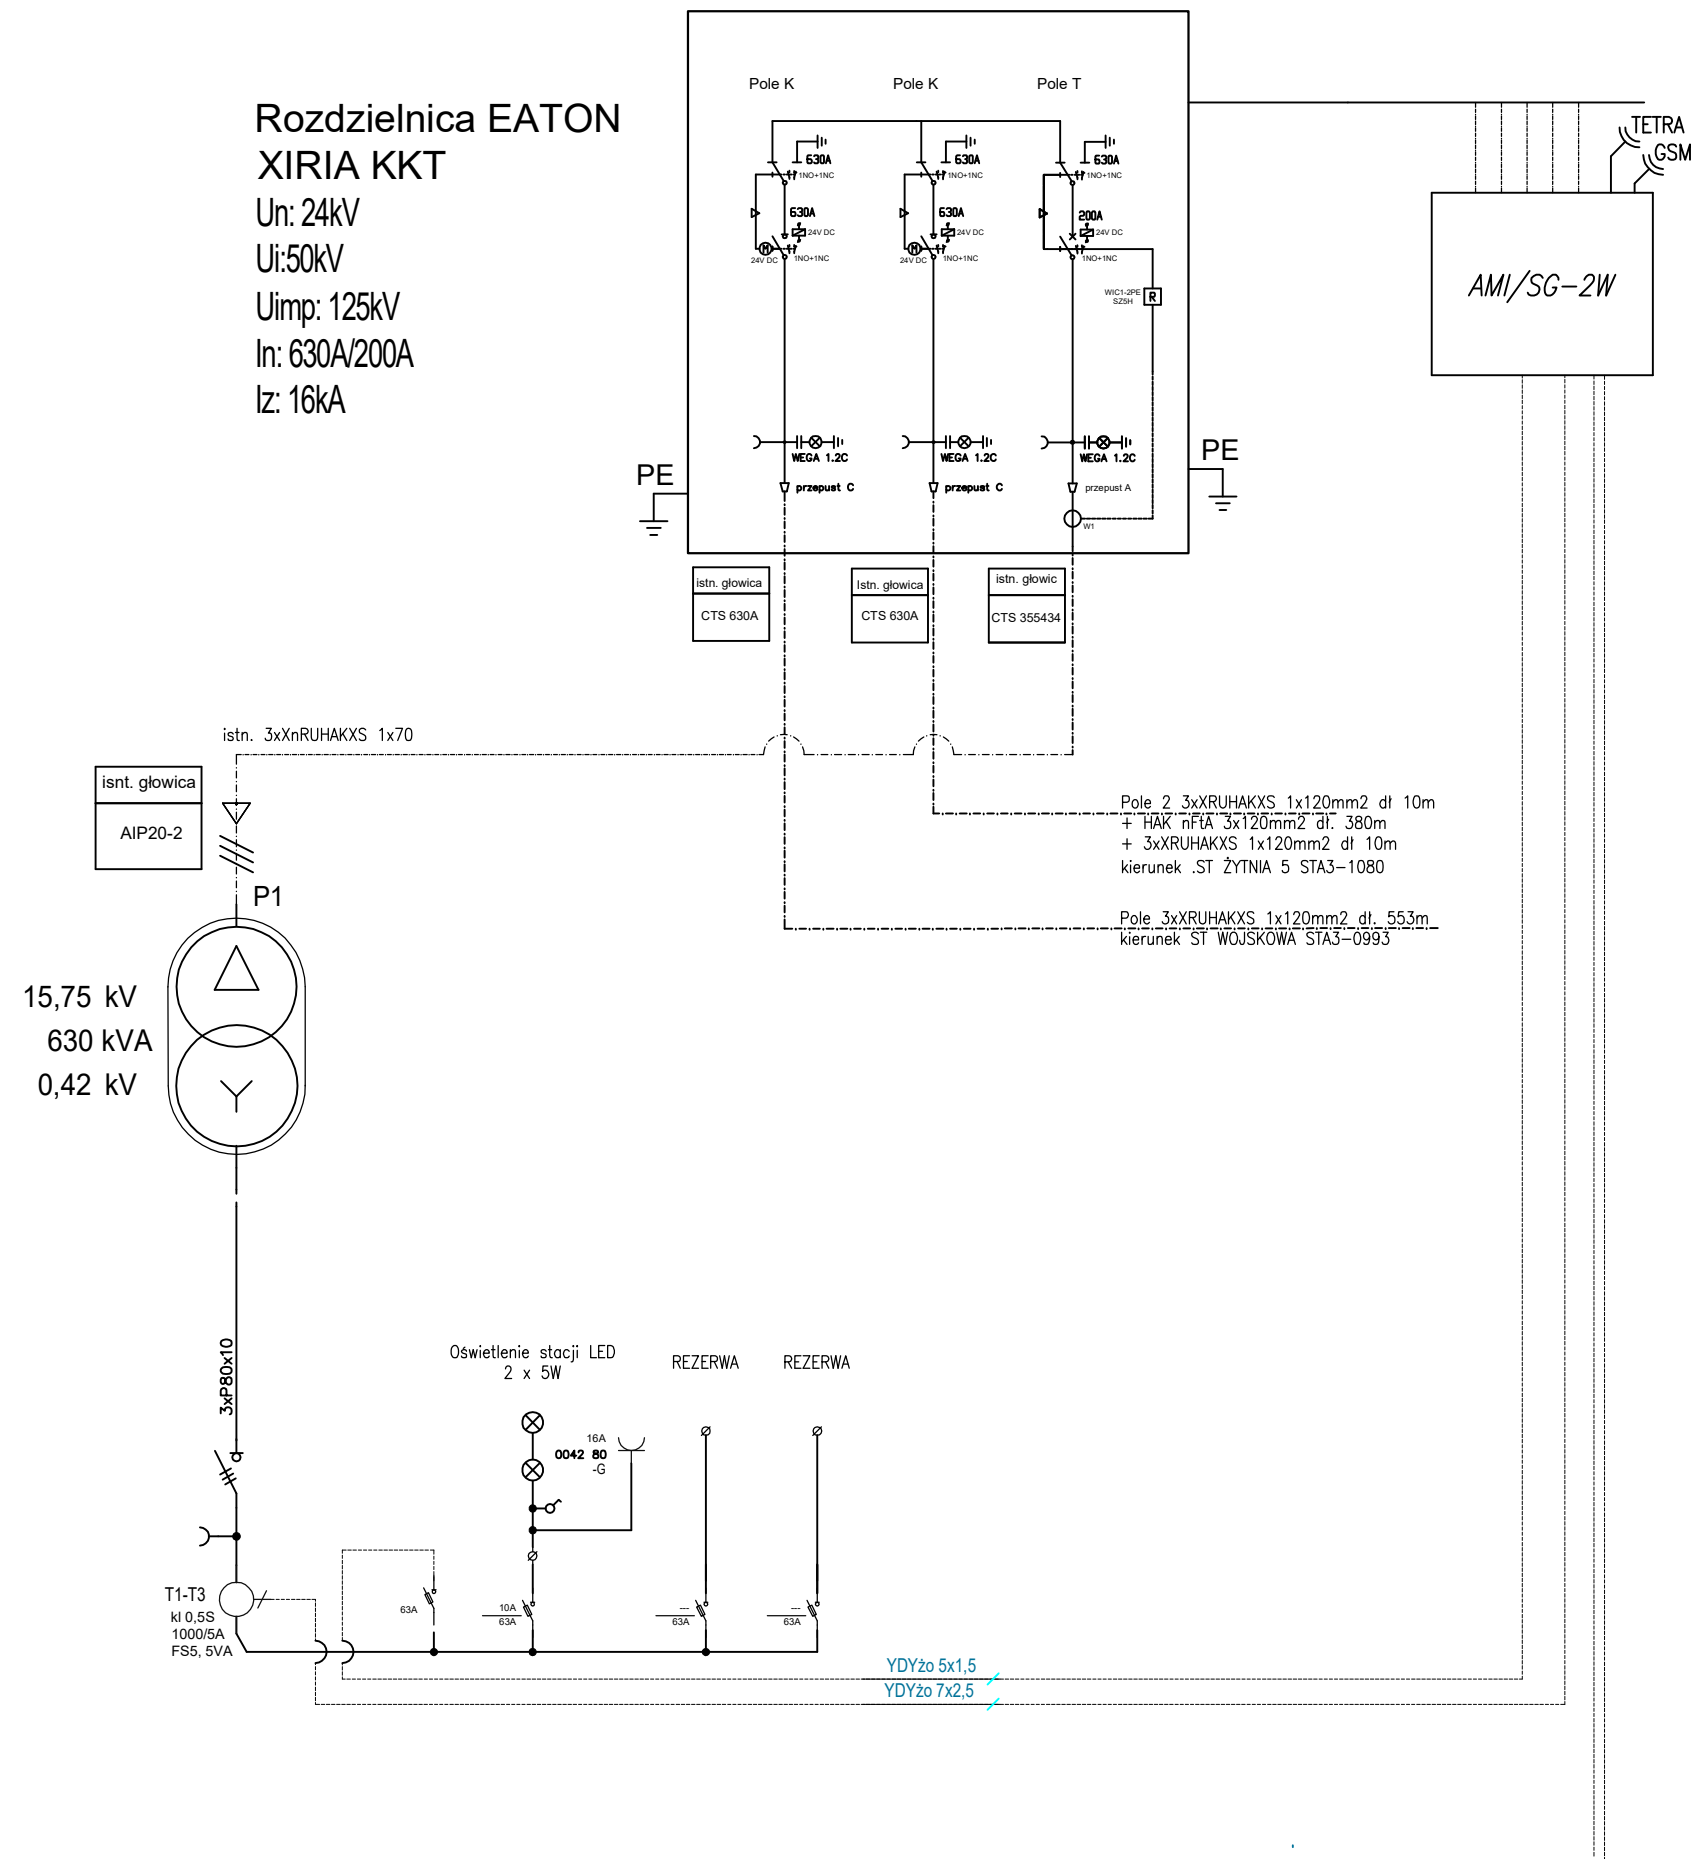 Rozdzielnica EATON
XIRIA KKT
Un: 24kV
Ui:50kV
Uimp: 125kV
In: 630A/200A
Iz: 16kA
Pole K
Pole K
Pole T
630A
630A
630A
1NO+1NC
1NO+1NC
1NO+1NC
630A
630A
200A
24V DC
24V DC
24V DC
M
M
24V DC
24V DC
1NO+1NC
1NO+1NC
1NO+1NC
WIC1-2PE
SZ5H
R
WEGA 1.2C
WEGA 1.2C
WEGA 1.2C
przepust C
przepust C
przepust A
W1
PE
PE
TETRA
GSM
AMI/SG-2W
istn. głowica
CTS 630A
Istn. głowica
CTS 630A
istn. głowic
CTS 355434
istn. 3xXnRUHAKXS 1x70
isnt. głowica
AIP20-2
P1
Pole 2 3xXRUHAKXS 1x120mm2 dł 10m
+ HAK nFtA 3x120mm2 dł. 380m
+ 3xXRUHAKXS 1x120mm2 dł 10m
kierunek .ST ŻYTNIA 5 STA3-1080
Pole 3xXRUHAKXS 1x120mm2 dł. 553m
kierunek ST WOJSKOWA STA3-0993
15,75 kV
630 kVA
0,42 kV
3xP80x10
Oświetlenie stacji LED
2 x 5W
REZERWA
REZERWA
16A
0042 80
-G
T1-T3
kl 0,5S
1000/5A
FS5, 5VA
63A
10A
63A
---
63A
---
63A
YDYżo 5x1,5
YDYżo 7x2,5